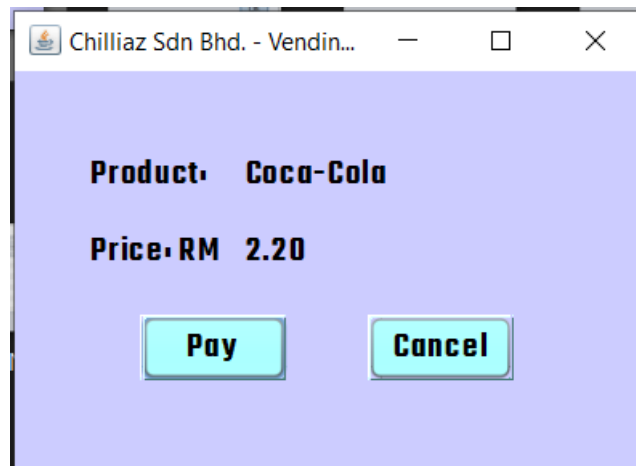 Chilliaz Sdn Bhd. - Vendin...
Product: Coca-Cola
Price: RM 2.20
Pay Cancel